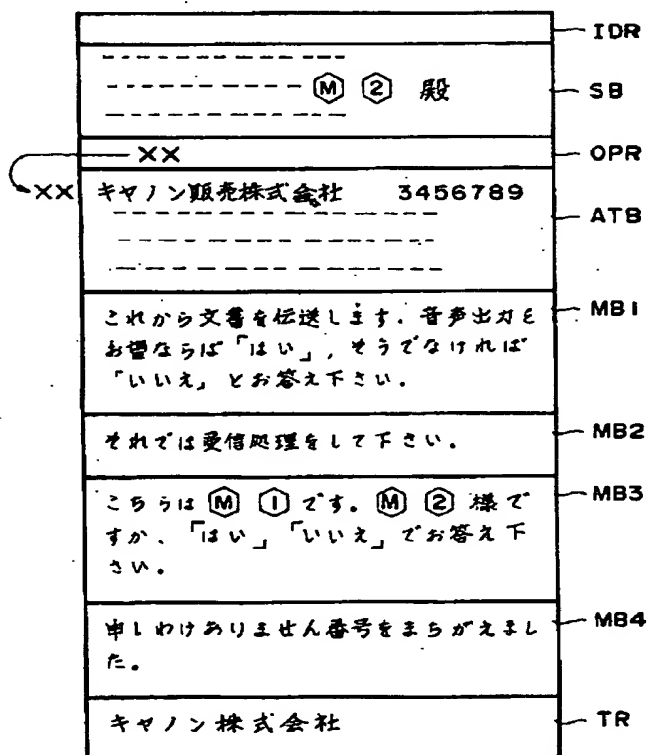 IDR
Ⓜ ② 殿
SB
××
OPR
×× キヤノン販売株式会社 3456789
ATB
これから文書を伝送します. 音声出力を
MB1
お望ならば「はい」, そうでなければ
「いいえ」とお答え下さい.
それでは受信処理をして下さい.
MB2
こちらは Ⓜ ① です. Ⓜ ② 様で
MB3
すか、「はい」「いいえ」でお答え下
さい.
申しわけありません番号をまちがえまし
MB4
た.
キヤノン株式会社
TR